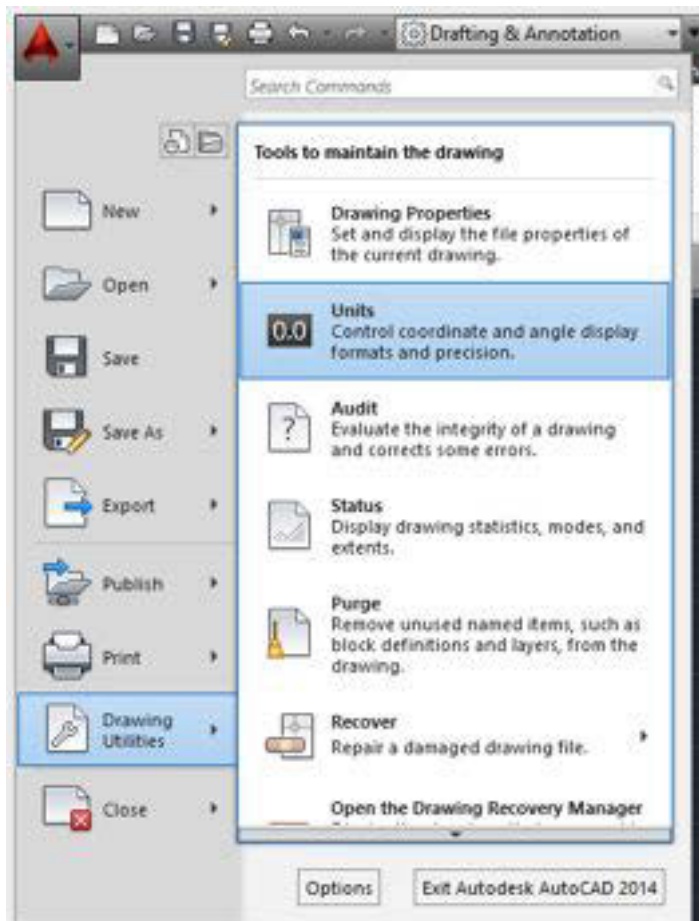 Drafting & Annotation
Search Commands
Tools to maintain the drawing
New
Open
Save
Save As
Export
Publish
Print
Drawing
Utilities
Close
Drawing Properties
Set and display the file properties of
the current drawing.
0.0
Units
Control coordinate and angle display
formats and precision.
?
Audit
Evaluate the integrity of a drawing
and corrects some errors.
Status
Display drawing statistics, modes, and
extents.
Purge
Remove unused named items, such as
block definitions and layers, from the
drawing.
Recover
Repair a damaged drawing file.
Open the Drawing Recovery Manager
Options
Exit Autodesk AutoCAD 2014